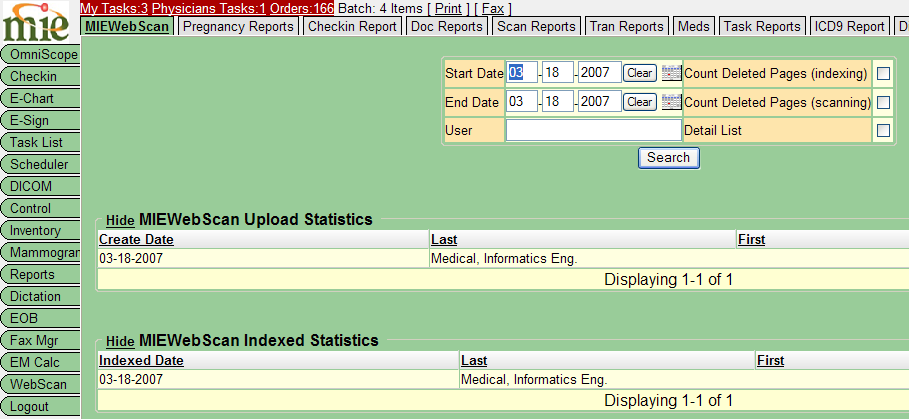 mie
My Tasks:3 Physicians Tasks:1 Orders:166 Batch: 4 Items [ Print ] [ Fax ]
MIEWebScan Pregnancy Reports Checkin Report Doc Reports Scan Reports Tran Reports Meds Task Reports ICD9 Report D
OmniScope
Checkin
E-Chart
E-Sign
Task List
Scheduler
DICOM
Control
Inventory
Mammogram
Reports
Dictation
EOB
Fax Mgr
EM Calc
WebScan
Logout
Start Date 03 - 18 - 2007 Clear Count Deleted Pages (indexing)
End Date 03 - 18 - 2007 Clear Count Deleted Pages (scanning)
User Detail List
Search
Hide MIEWebScan Upload Statistics
Create Date Last First
03-18-2007 Medical, Informatics Eng.
Displaying 1-1 of 1
Hide MIEWebScan Indexed Statistics
Indexed Date Last First
03-18-2007 Medical, Informatics Eng.
Displaying 1-1 of 1